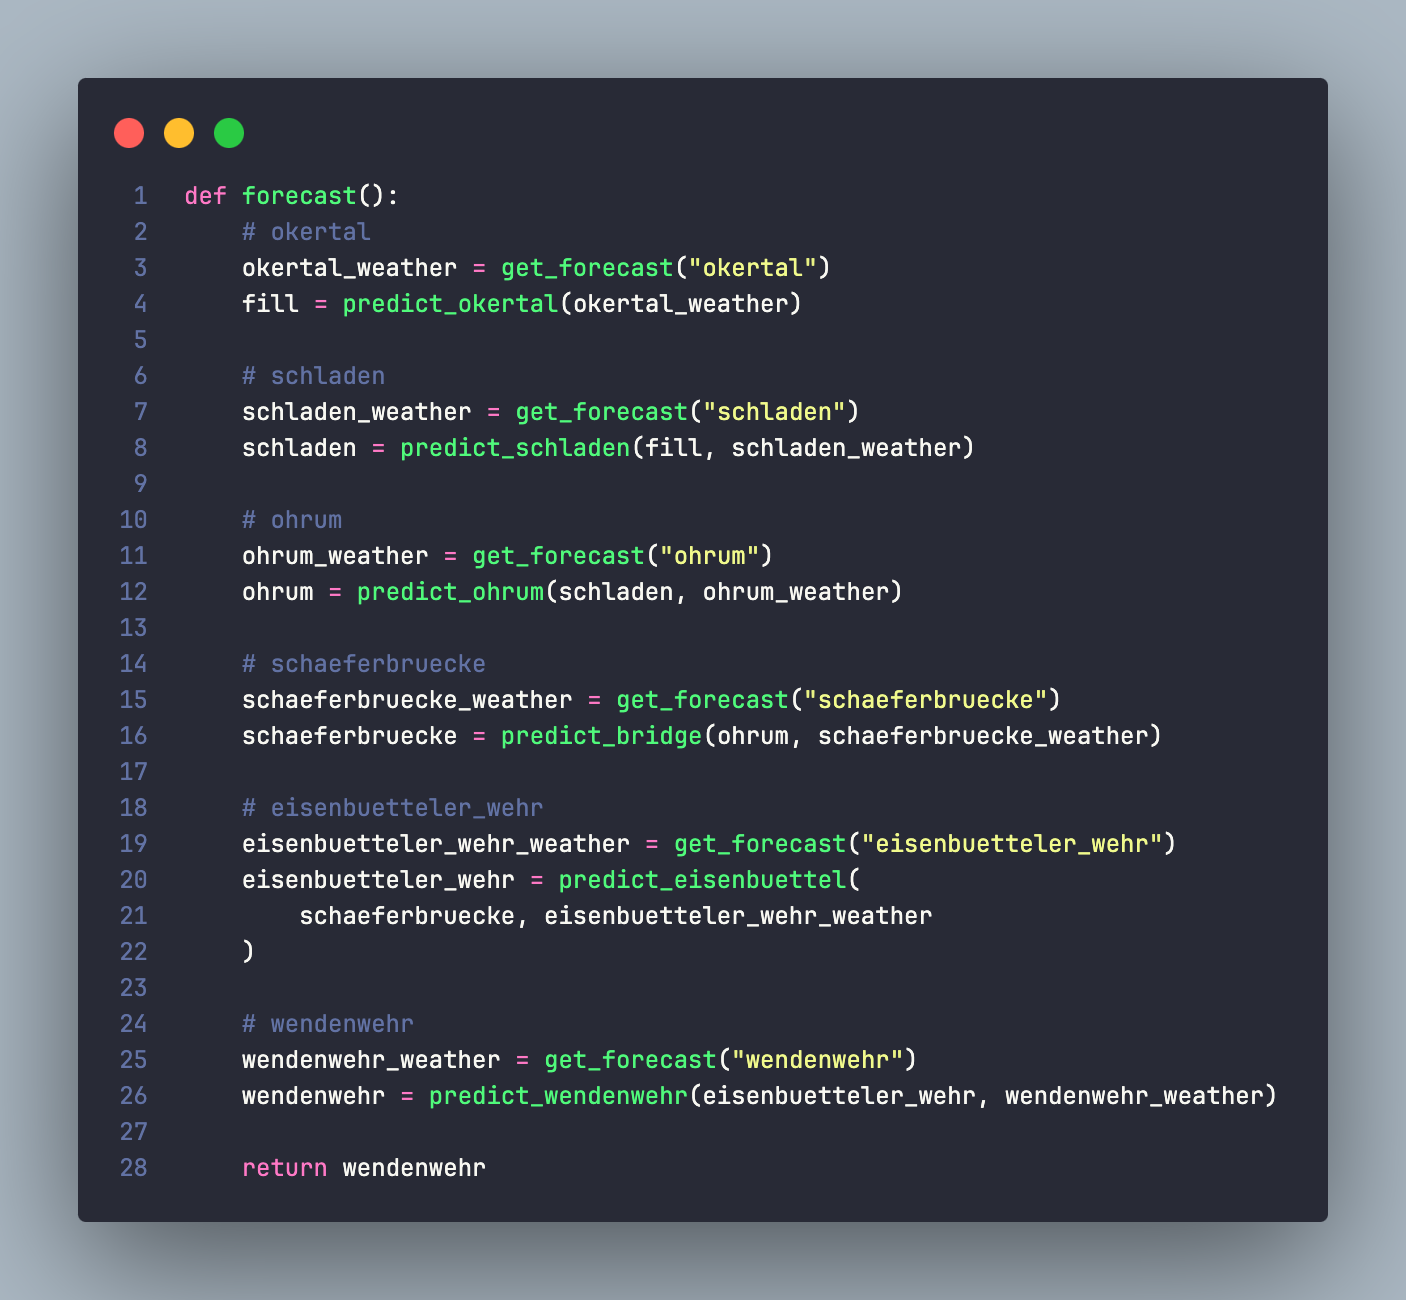 1 def forecast():
2     # okertal
3     okertal_weather = get_forecast("okertal")
4     fill = predict_okertal(okertal_weather)
5
6     # schladen
7     schladen_weather = get_forecast("schladen")
8     schladen = predict_schladen(fill, schladen_weather)
9
10     # ohrum
11     ohrum_weather = get_forecast("ohrum")
12     ohrum = predict_ohrum(schladen, ohrum_weather)
13
14     # schaeferbruecke
15     schaeferbruecke_weather = get_forecast("schaeferbruecke")
16     schaeferbruecke = predict_bridge(ohrum, schaeferbruecke_weather)
17
18     # eisenbuetteler_wehr
19     eisenbuetteler_wehr_weather = get_forecast("eisenbuetteler_wehr")
20     eisenbuetteler_wehr = predict_eisenbuettel(
21         schaeferbruecke, eisenbuetteler_wehr_weather
22     )
23
24     # wendenwehr
25     wendenwehr_weather = get_forecast("wendenwehr")
26     wendenwehr = predict_wendenwehr(eisenbuetteler_wehr, wendenwehr_weather)
27
28     return wendenwehr